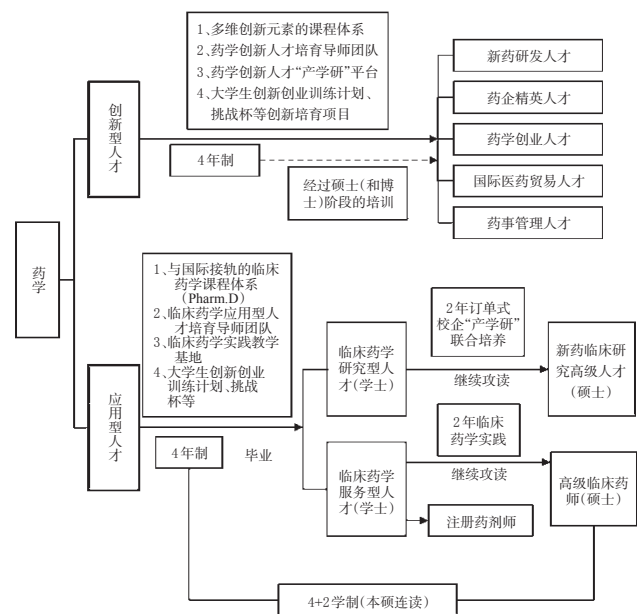 药学
创新型人才
1、多维创新元素的课程体系
2、药学创新人才培育导师团队
3、药学创新人才“产学研”平台
4、大学生创新创业训练计划、
挑战杯等创新培育项目
4年制
经过硕士(和博
士)阶段的培训
新药研发人才
药企精英人才
药学创业人才
国际医药贸易人才
药事管理人才
应用型人才
1、与国际接轨的临床
药学课程体系
(Pharm.D)
2、临床药学应用型人
才培育导师团队
3、临床药学实践教学
基地
4、大学生创新创业
训练计划、挑战
杯等
4年制
毕业
临床药学
研究型人
才(学士)
2年订单式
校企“产学研”
联合培养
继续攻读
新药临床研
究高级人才
(硕士)
临床药学
服务型人
才(学士)
2年临床
药学实践
继续攻读
高级临床药
师(硕士)
注册药剂师
4+2学制(本硕连读)